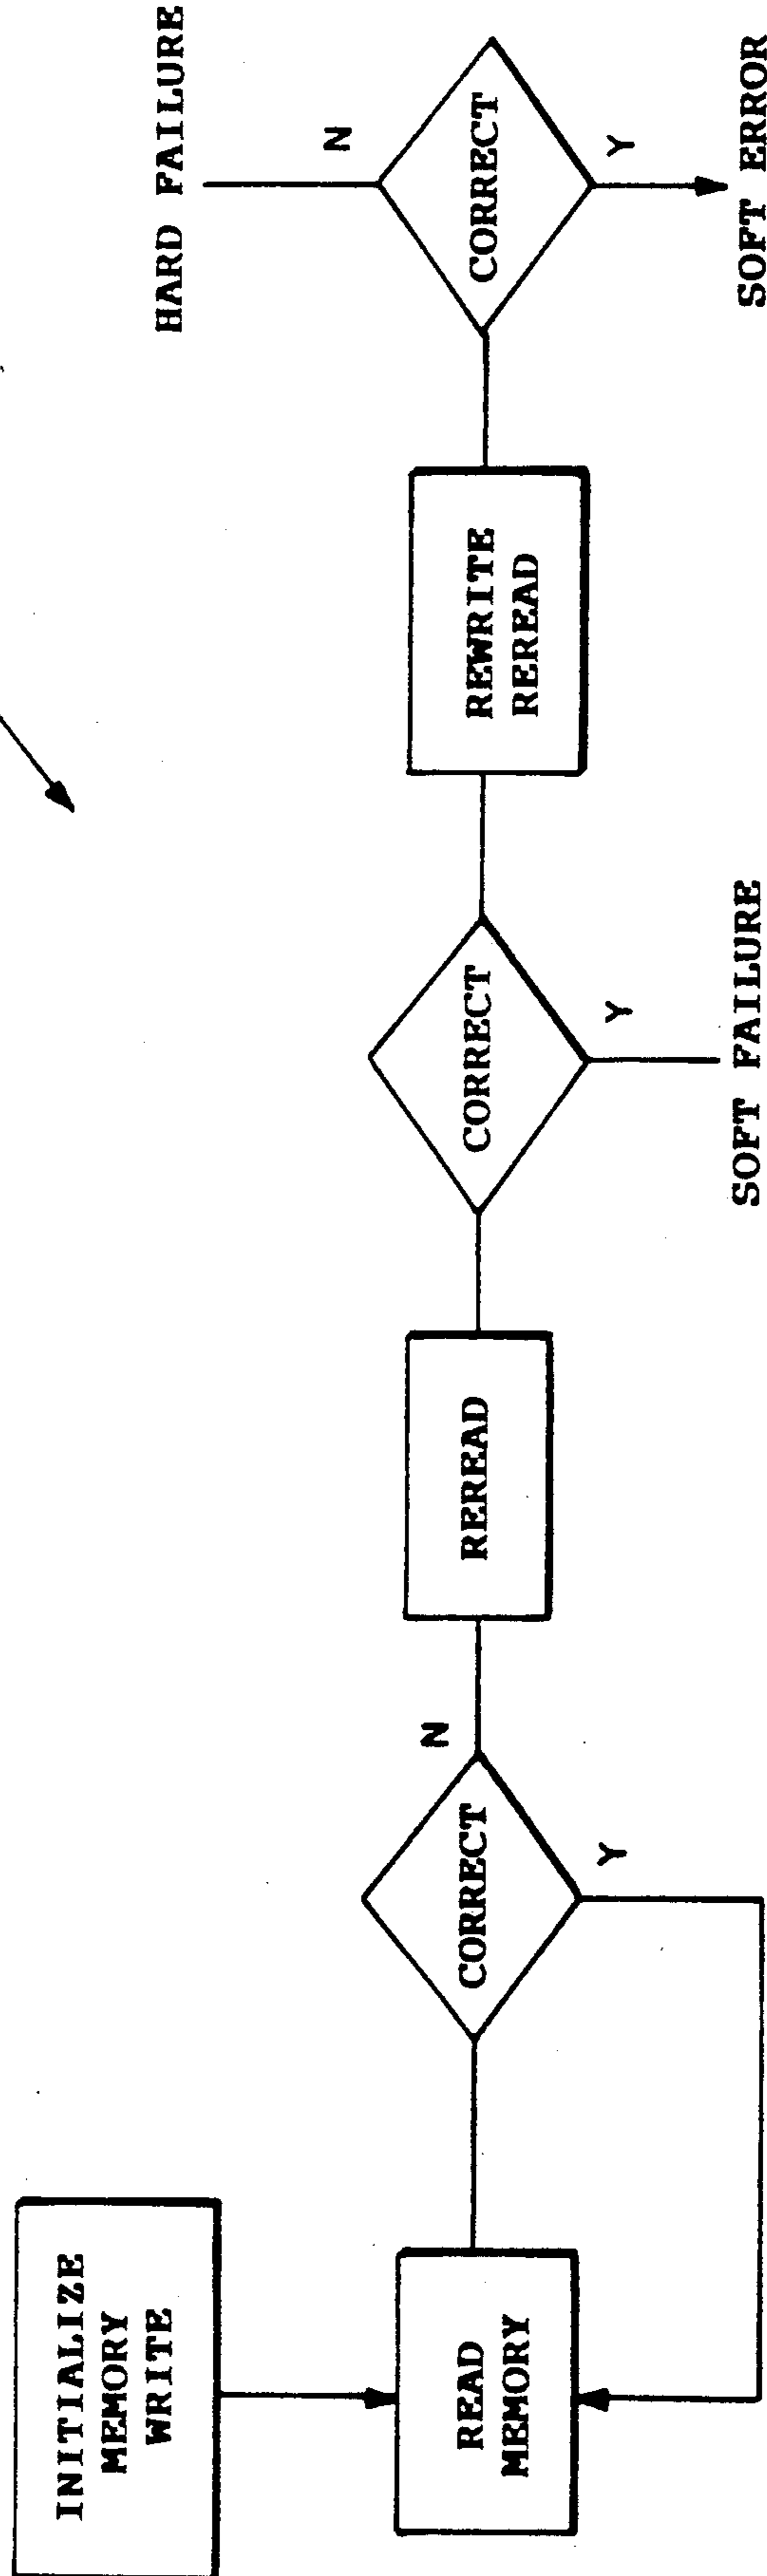 INITIALIZE
MEMORY
WRITE
READ
MEMORY
CORRECT
N
Y
REREAD
CORRECT
Y
SOFT FAILURE
REWRITE
REREAD
CORRECT
N
HARD FAILURE
Y
SOFT ERROR